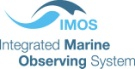 IMOS
Integrated Marine
Observing System